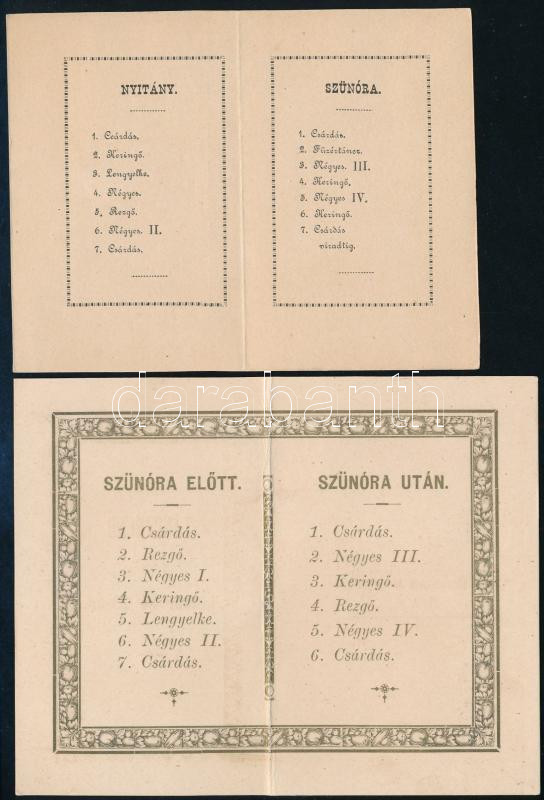 NYITÁNY.
1. Csárdás.
2. Keringő.
3. Lengyelke.
4. Négyes.
5. Rezgő.
6. Négyes II.
7. Csárdás.
SZÜNÓRA.
1. Csárdás.
2. Füzértáncz.
3. Négyes III.
4. Keringő.
5. Négyes IV.
6. Keringő.
7. Csárdás
viradtig.
darabanth
SZÜNÓRA ELŐTT.
1. Csárdás.
2. Rezgő.
3. Négyes I.
4. Keringő.
5. Lengyelke.
6. Négyes II.
7. Csárdás.
SZÜNÓRA UTÁN.
1. Csárdás.
2. Négyes III.
3. Keringő.
4. Rezgő.
5. Négyes IV.
6. Csárdás.